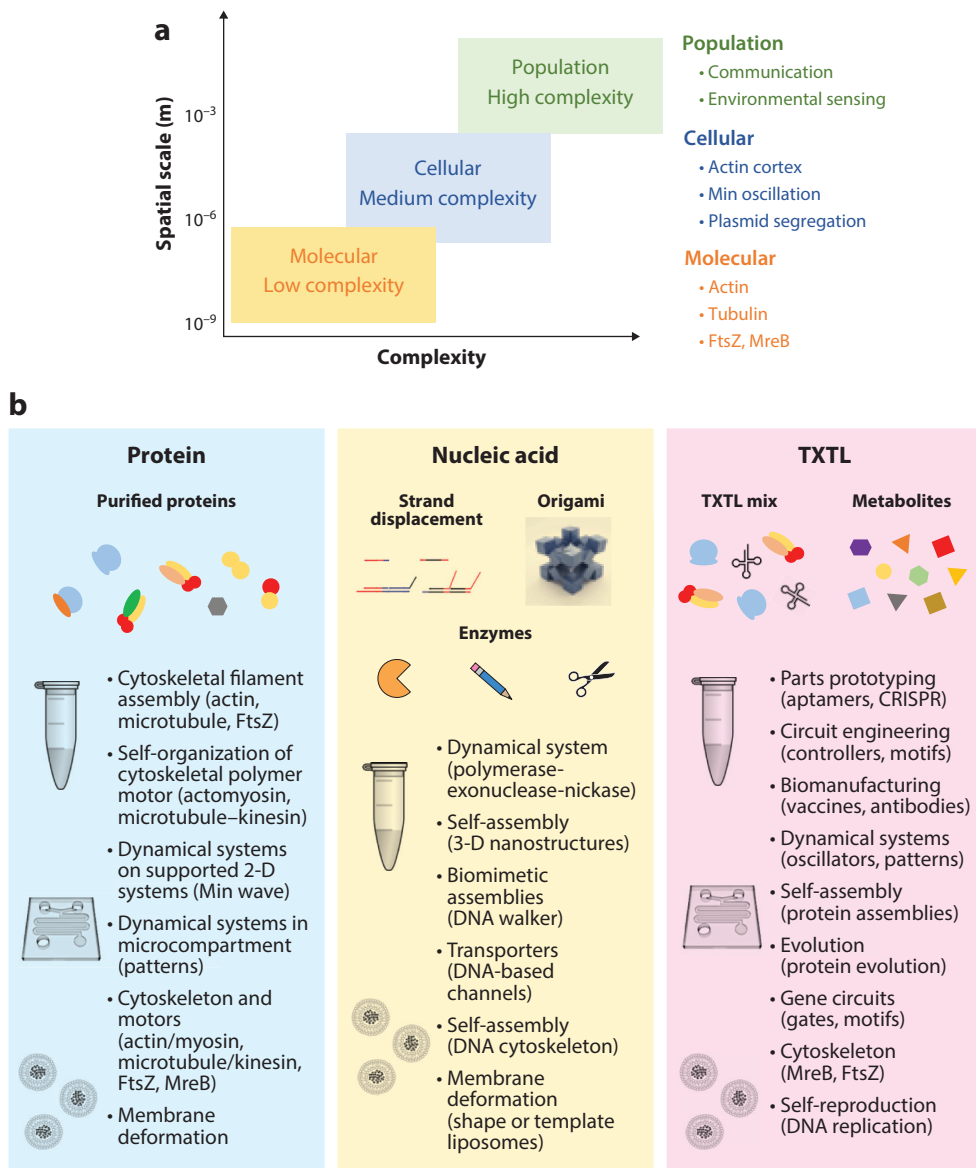 a
Spatial scale (m)
10⁻³
10⁻⁶
10⁻⁹
Population
High complexity
Cellular
Medium complexity
Molecular
Low complexity
Complexity
Population
• Communication
• Environmental sensing
Cellular
• Actin cortex
• Min oscillation
• Plasmid segregation
Molecular
• Actin
• Tubulin
• FtsZ, MreB
b
Protein
Purified proteins
• Cytoskeletal filament
assembly (actin,
microtubule, FtsZ)
• Self-organization of
cytoskeletal polymer
motor (actomyosin,
microtubule–kinesin)
• Dynamical systems
on supported 2-D
systems (Min wave)
• Dynamical systems in
microcompartment
(patterns)
• Cytoskeleton and
motors
(actin/myosin,
microtubule/kinesin,
FtsZ, MreB)
• Membrane
deformation
Nucleic acid
Strand
displacement
Origami
Enzymes
• Dynamical system
(polymerase-
exonuclease-nickase)
• Self-assembly
(3-D nanostructures)
• Biomimetic
assemblies
(DNA walker)
• Transporters
(DNA-based
channels)
• Self-assembly
(DNA cytoskeleton)
• Membrane
deformation
(shape or template
liposomes)
TXTL
TXTL mix
Metabolites
• Parts prototyping
(aptamers, CRISPR)
• Circuit engineering
(controllers, motifs)
• Biomanufacturing
(vaccines, antibodies)
• Dynamical systems
(oscillators, patterns)
• Self-assembly
(protein assemblies)
• Evolution
(protein evolution)
• Gene circuits
(gates, motifs)
• Cytoskeleton
(MreB, FtsZ)
• Self-reproduction
(DNA replication)